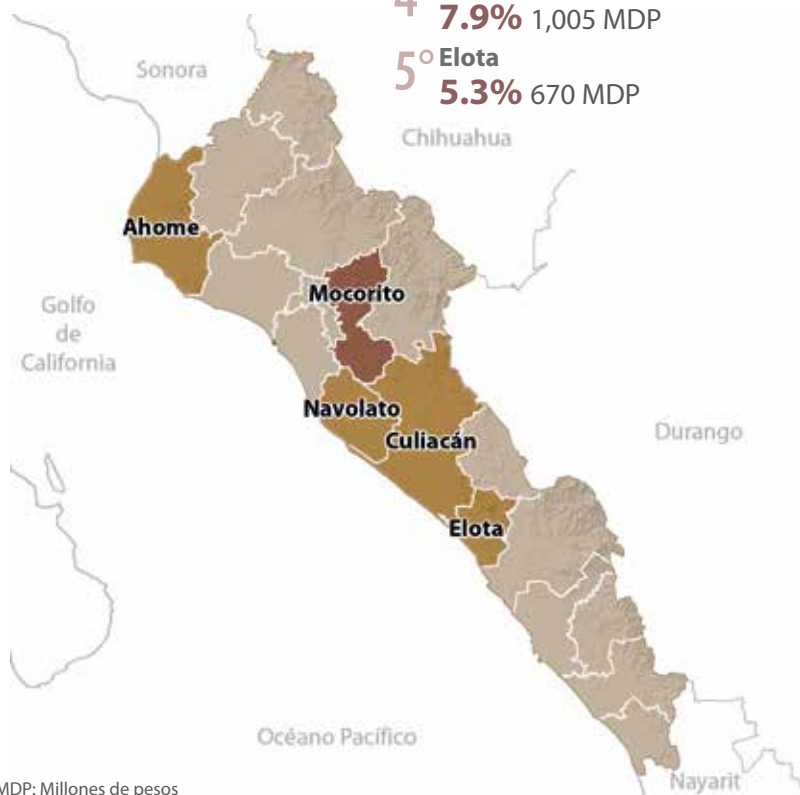 4
7.9% 1,005 MDP
5° Elota
5.3% 670 MDP
Sonora
Chihuahua
Ahome
Mocorito
Golfo
de
California
Navolato
Culiacán
Durango
Elota
Océano Pacífico
MDP: Millones de pesos
Nayarit